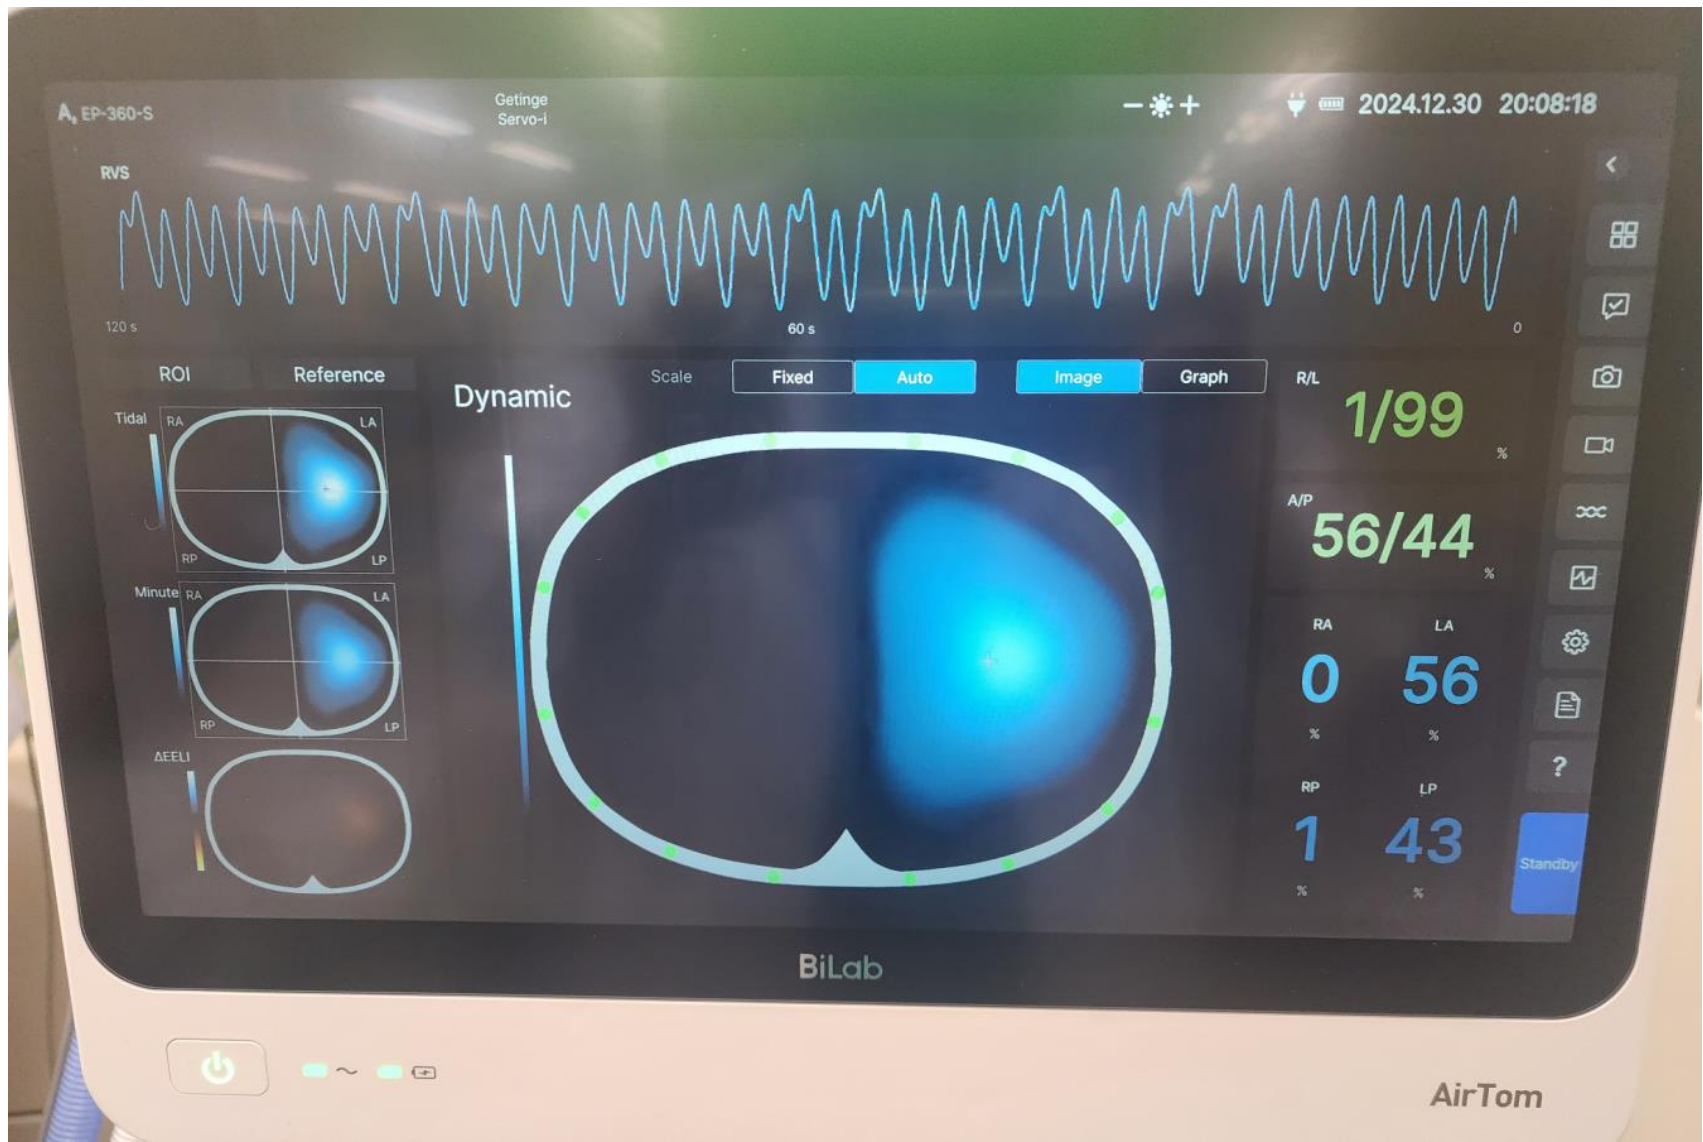 A, EP-360-S
Getinge
Servo-i
2024.12.30 20:08:18
RVS
120 s
60 s
0
ROI
Reference
Dynamic
Scale
Fixed
Auto
Image
Graph
R/L
1/99
%
Tidal
RA
LA
RP
LP
A/P
56/44
%
Minute
RA
LA
RP
LP
RA
LA
0
56
%
%
ΔEELI
RP
LP
1
43
%
%
?
Standby
BiLab
AirTom